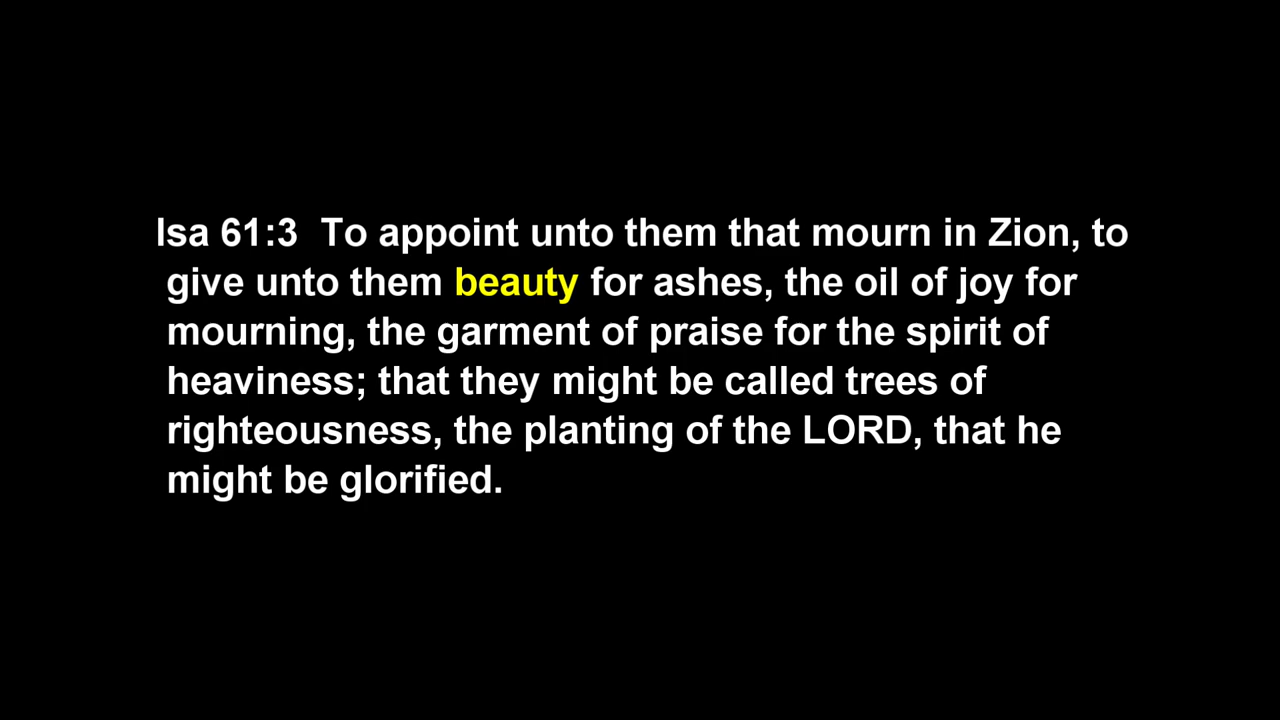 Isa 61:3  To appoint unto them that mourn in Zion, to
give unto them beauty for ashes, the oil of joy for
mourning, the garment of praise for the spirit of
heaviness; that they might be called trees of
righteousness, the planting of the LORD, that he
might be glorified.